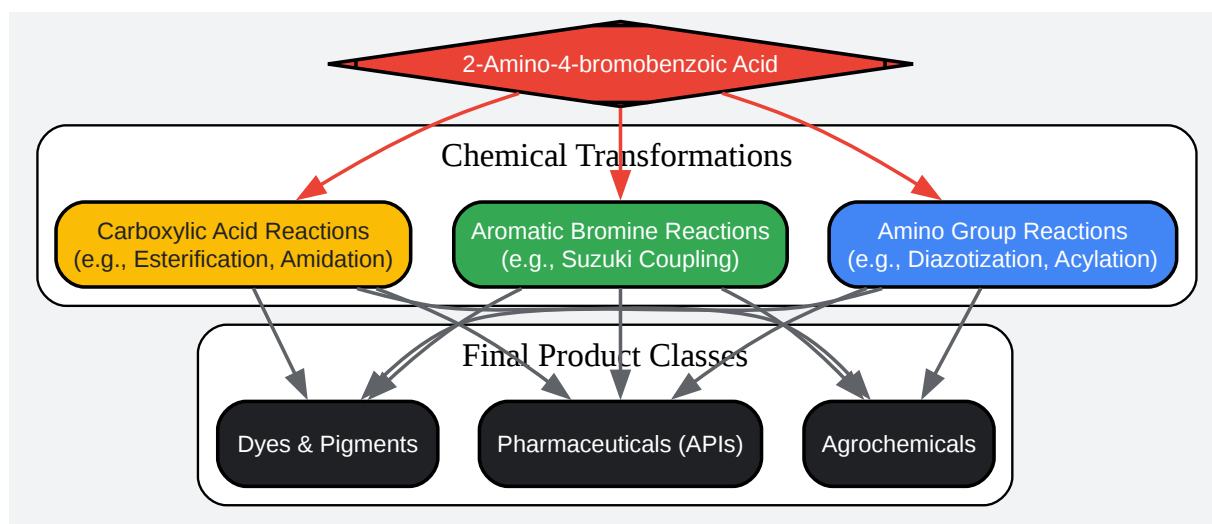 2-Amino-4-bromobenzoic Acid
Chemical Transformations
Carboxylic Acid Reactions
(e.g., Esterification, Amidation)
Aromatic Bromine Reactions
(e.g., Suzuki Coupling)
Amino Group Reactions
(e.g., Diazotization, Acylation)
Final Product Classes
Dyes & Pigments
Pharmaceuticals (APIs)
Agrochemicals